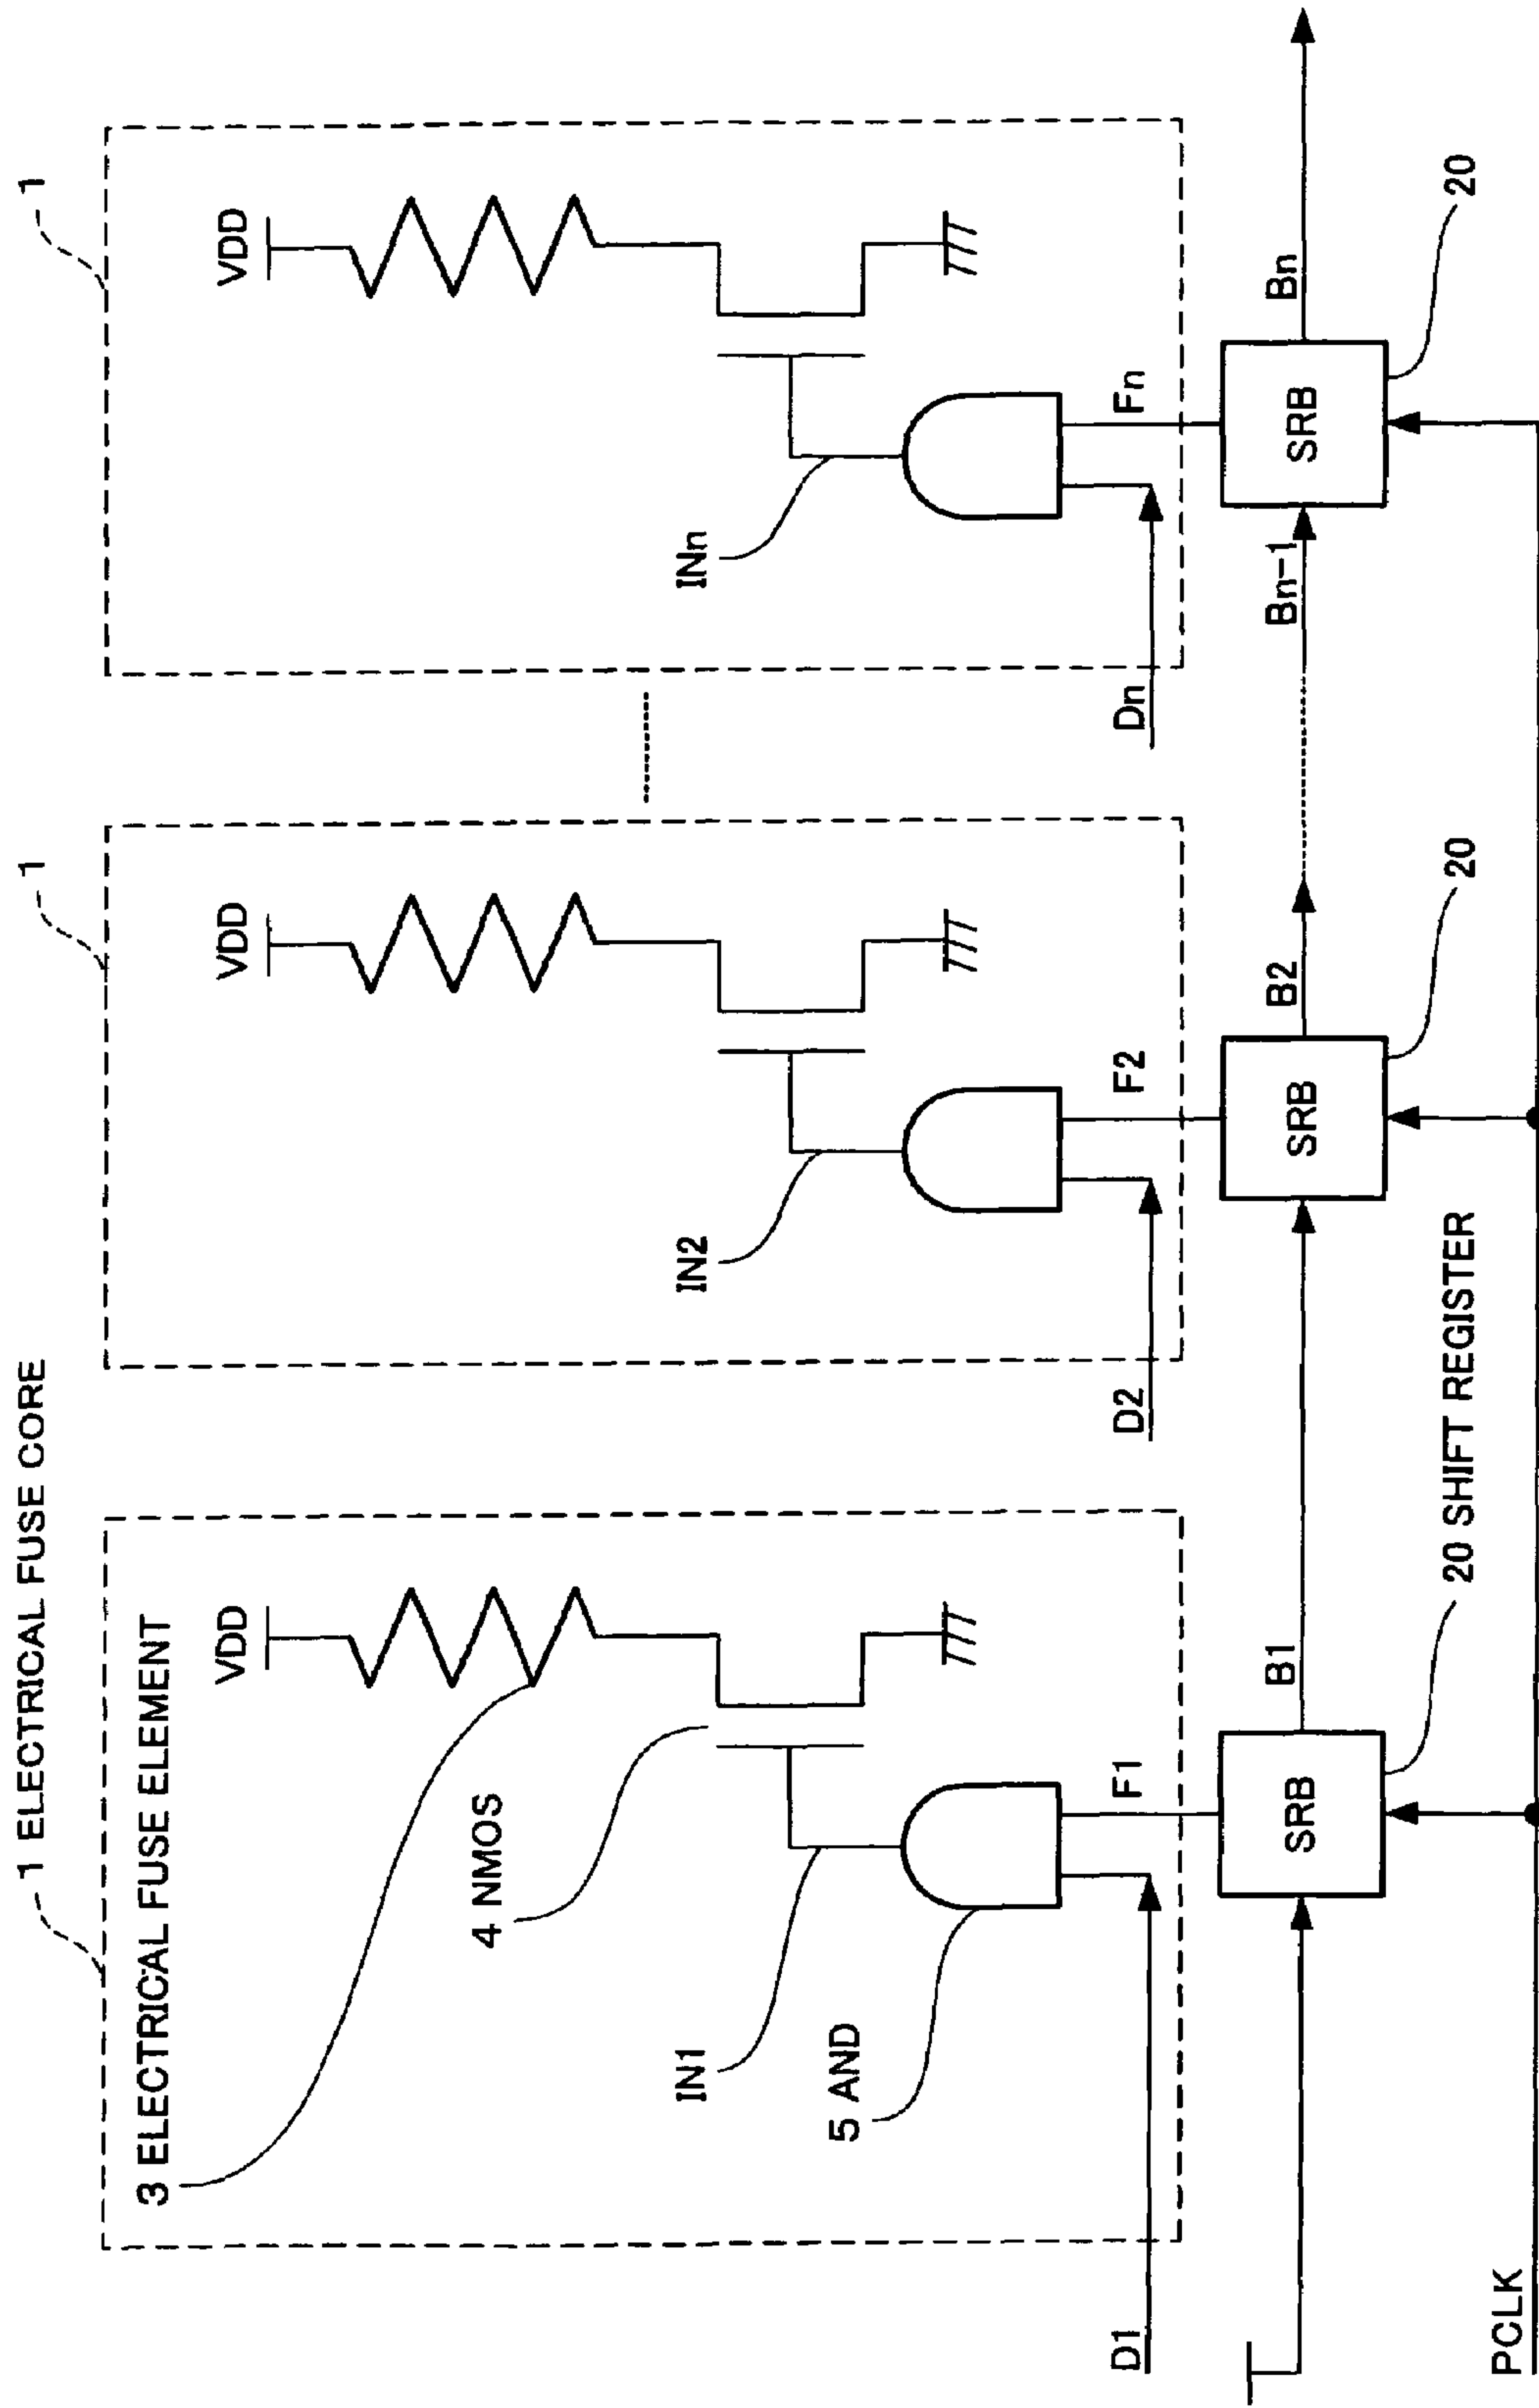 1 ELECTRICAL FUSE CORE
1
1
3 ELECTRICAL FUSE ELEMENT
VDD
VDD
VDD
4 NMOS
IN1
IN2
INn
5 AND
D1
F1
D2
F2
Dn
Fn
SRB
B1
SRB
B2
Bn-1
SRB
Bn
20 SHIFT REGISTER
20
20
PCLK